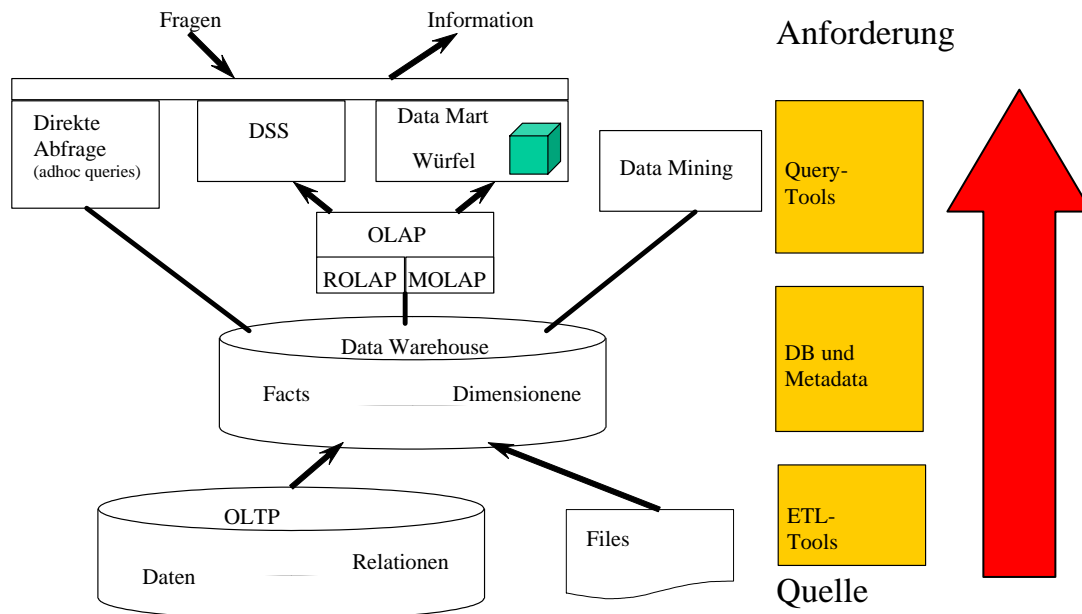 Fragen
Information
Anforderung
Direkte
Abfrage
(adhoc queries)
DSS
Data Mart
Würfel
Data Mining
Query-
Tools
OLAP
ROLAP
MOLAP
Data Warehouse
Facts
Dimensionene
DB und
Metadata
OLTP
Daten
Relationen
Files
ETL-
Tools
Quelle